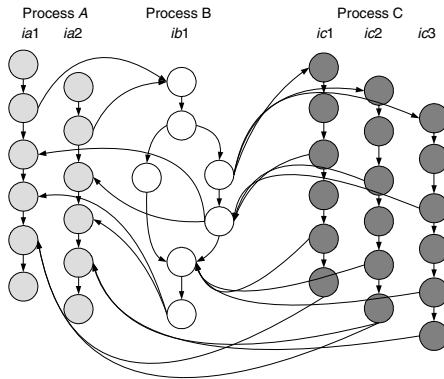 Process A Process B Process C
ia1 ia2 ib1 ic1 ic2 ic3